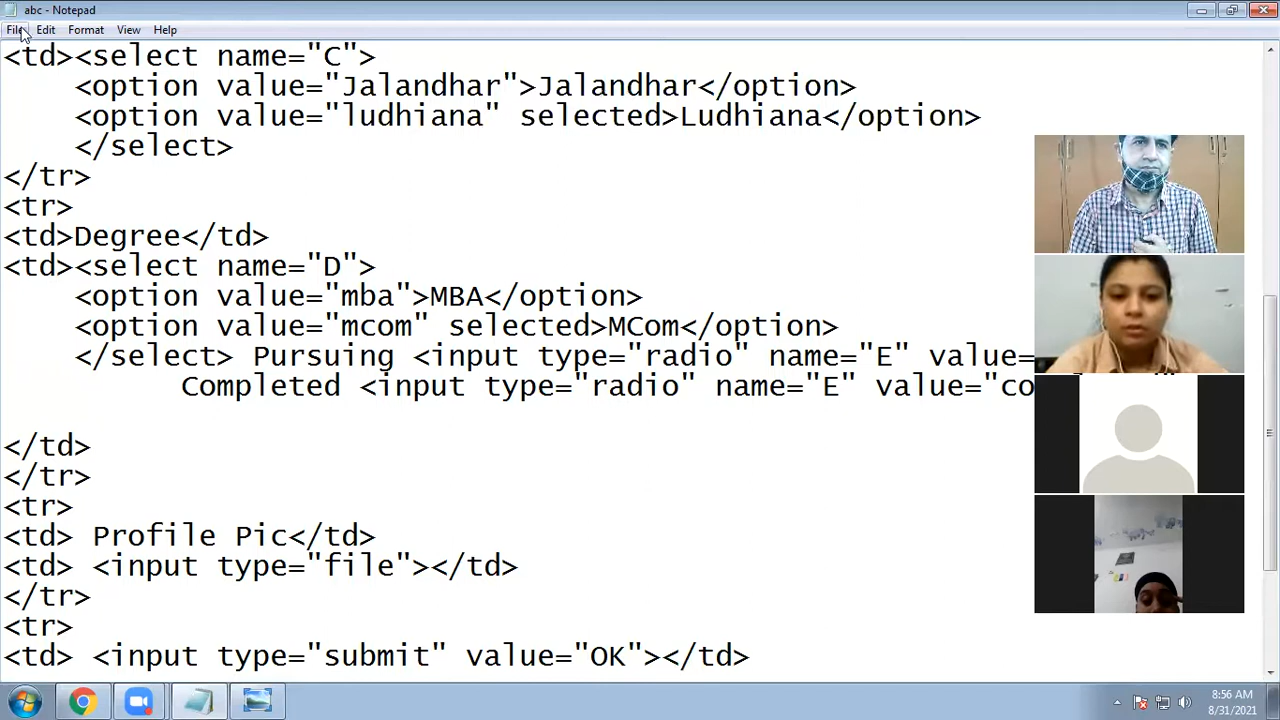 abc - Notepad
File Edit Format View Help
<td><select name="C">
<option value="Jalandhar">Jalandhar</option>
<option value="ludhiana" selected>Ludhiana</option>
</select>
</tr>
<tr>
<td>Degree</td>
<td><select name="D">
<option value="mba">MBA</option>
<option value="mcom" selected>MCom</option>
</select> Pursuing <input type="radio" name="E" value=
Completed <input type="radio" name="E" value="co
</td>
</tr>
<tr>
<td> Profile Pic</td>
<td> <input type="file"></td>
</tr>
<tr>
<td> <input type="submit" value="OK"></td>
8:56 AM
8/31/2021